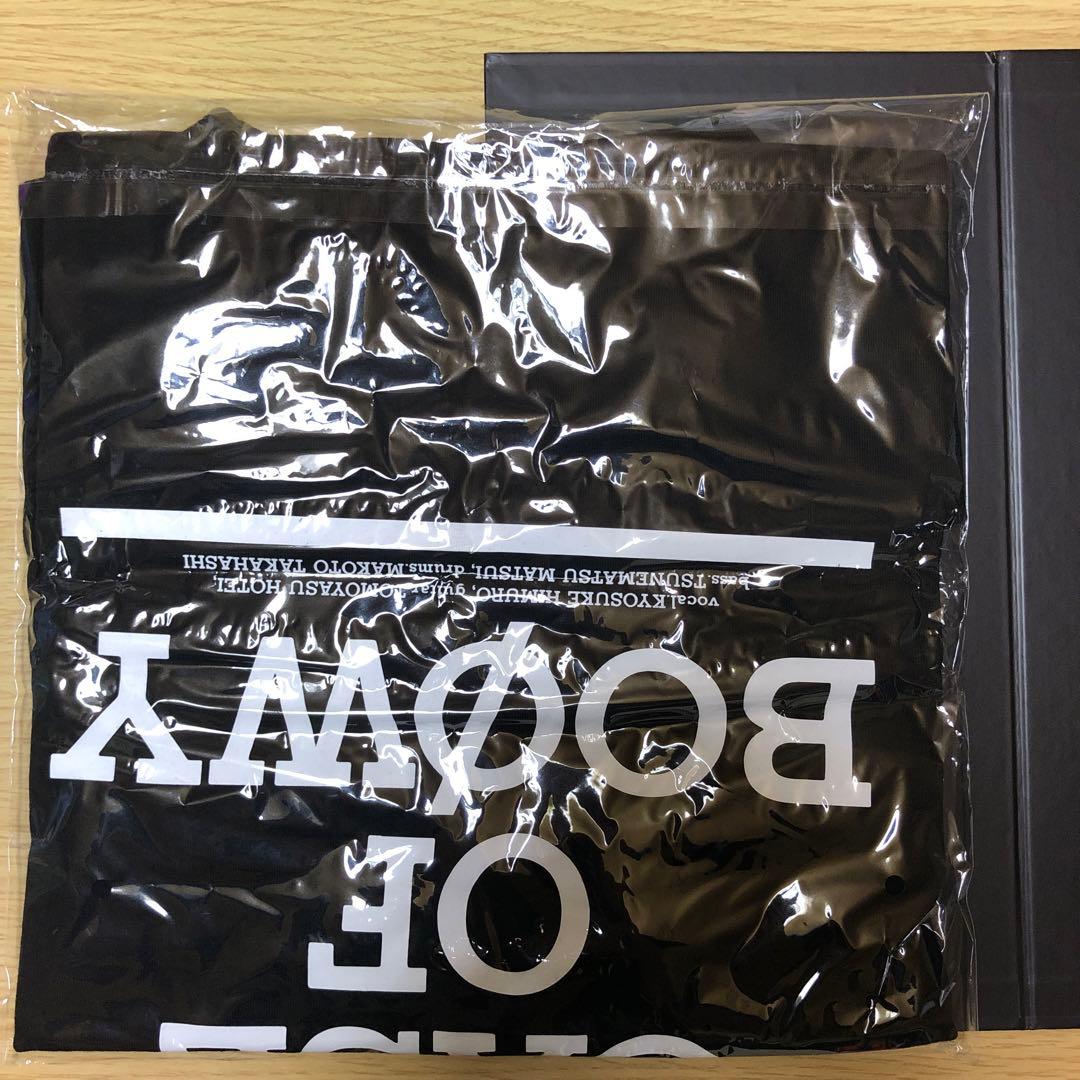 OF
BOØWY
vocal.KYOSUKE HIMURO, guitar.TOMOYASU HOTEI
bass.TSUNEMATSU MATSUI, drums.MAKOTO TAKAHASHI